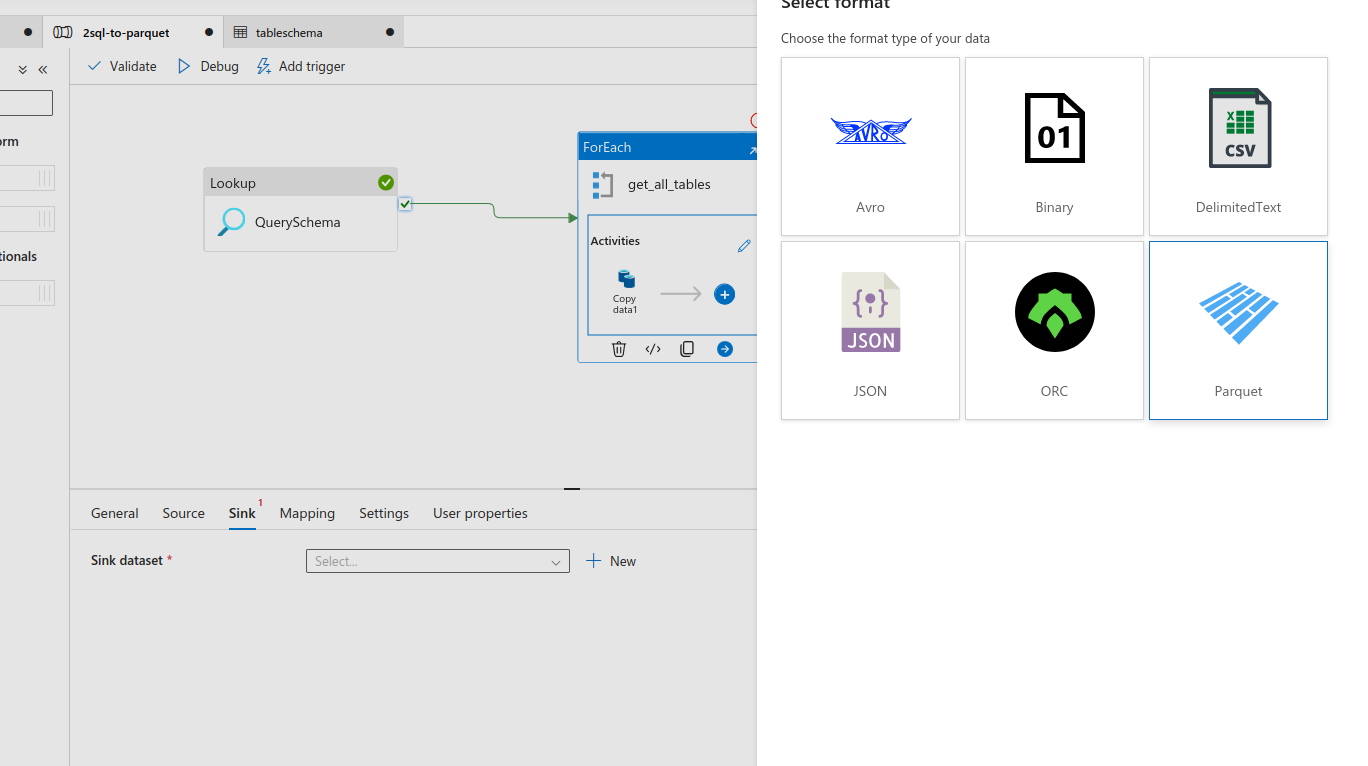 Select format
2sql-to-parquet
tableschema
Choose the format type of your data
Validate
Debug
Add trigger
orm
tionals
Lookup
QuerySchema
ForEach
get_all_tables
Activities
Copy
data1
AVRO
Avro
01
Binary
X
CSV
DelimitedText
{:}
JSON
JSON
ORC
Parquet
General
Source
Sink
1
Mapping
Settings
User properties
Sink dataset *
Select...
New